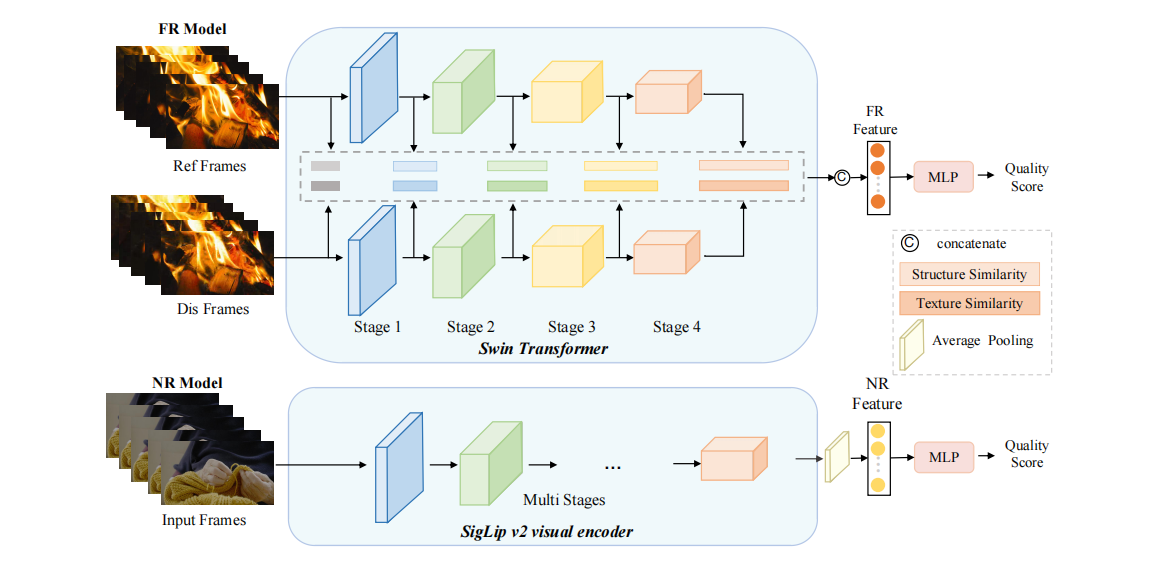 FR Model
Ref Frames
Dis Frames
Stage 1
Stage 2
Stage 3
Stage 4
Swin Transformer
C
FR
Feature
MLP
Quality
Score
C
concatenate
Structure Similarity
Texture Similarity
Average Pooling
NR Model
Input Frames
...
Multi Stages
SigLip v2 visual encoder
NR
Feature
MLP
Quality
Score